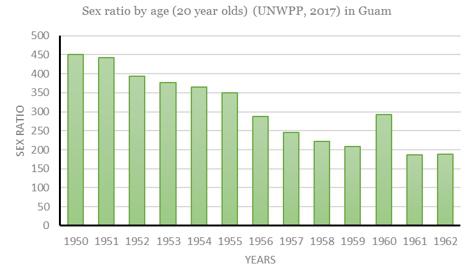 Sex ratio by age (20 year olds) (UNWPP, 2017) in Guam
500
450
400
350
300
250
200
150
100
50
0
SEX RATIO
1950 1951 1952 1953 1954 1955 1956 1957 1958 1959 1960 1961 1962
YEARS